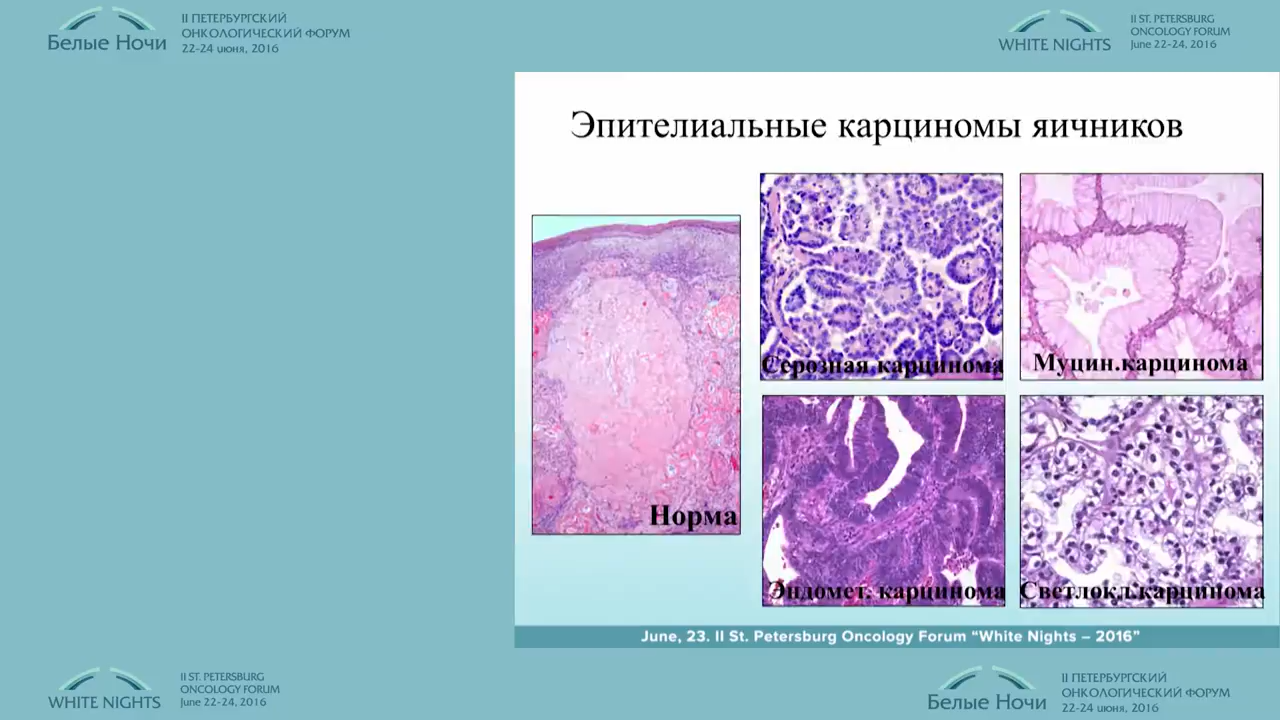 II ПЕТЕРБУРГСКИЙ
ОНКОЛОГИЧЕСКИЙ ФОРУМ
Белые Ночи
22-24 июня, 2016
II ST. PETERSBURG
ONCOLOGY FORUM
WHITE NIGHTS
June 22-24, 2016
Эпителиальные карциномы яичников
Серозная карцинома
Муцин.карцинома
Норма
Эндомет. карцинома
Светлокл.карцинома
June, 23. II St. Petersburg Oncology Forum “White Nights – 2016”
II ST. PETERSBURG
ONCOLOGY FORUM
WHITE NIGHTS
June 22-24, 2016
II ПЕТЕРБУРГСКИЙ
ОНКОЛОГИЧЕСКИЙ ФОРУМ
Белые Ночи
22-24 июня, 2016